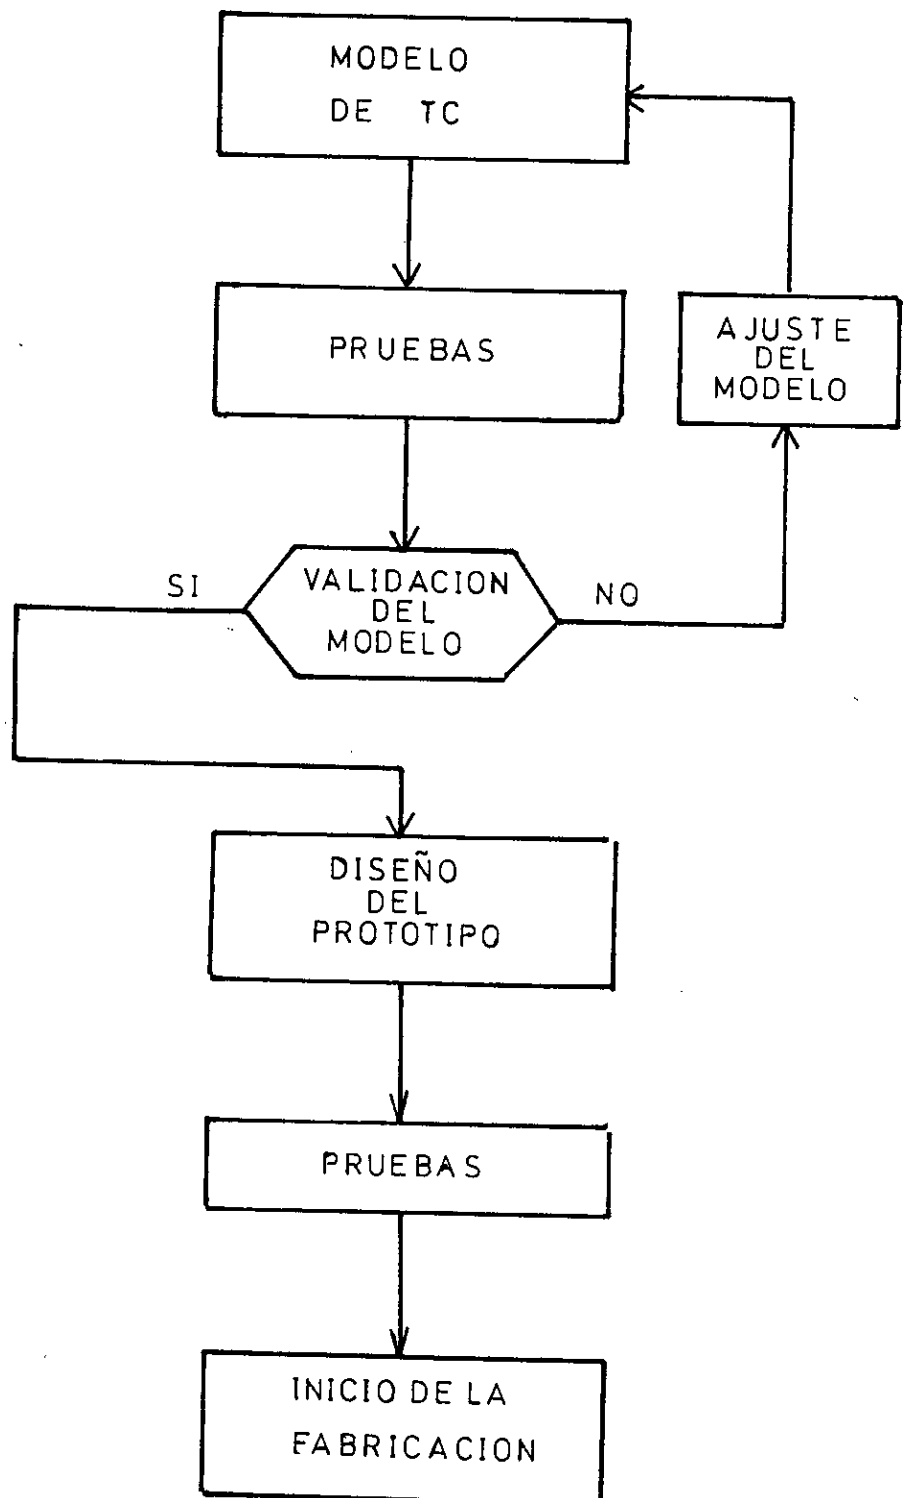 MODELO
DE TC
PRUEBAS
AJUSTE
DEL
MODELO
SI
VALIDACION
DEL
MODELO
NO
DISEÑO
DEL
PROTOTIPO
PRUEBAS
INICIO DE LA
FABRICACION